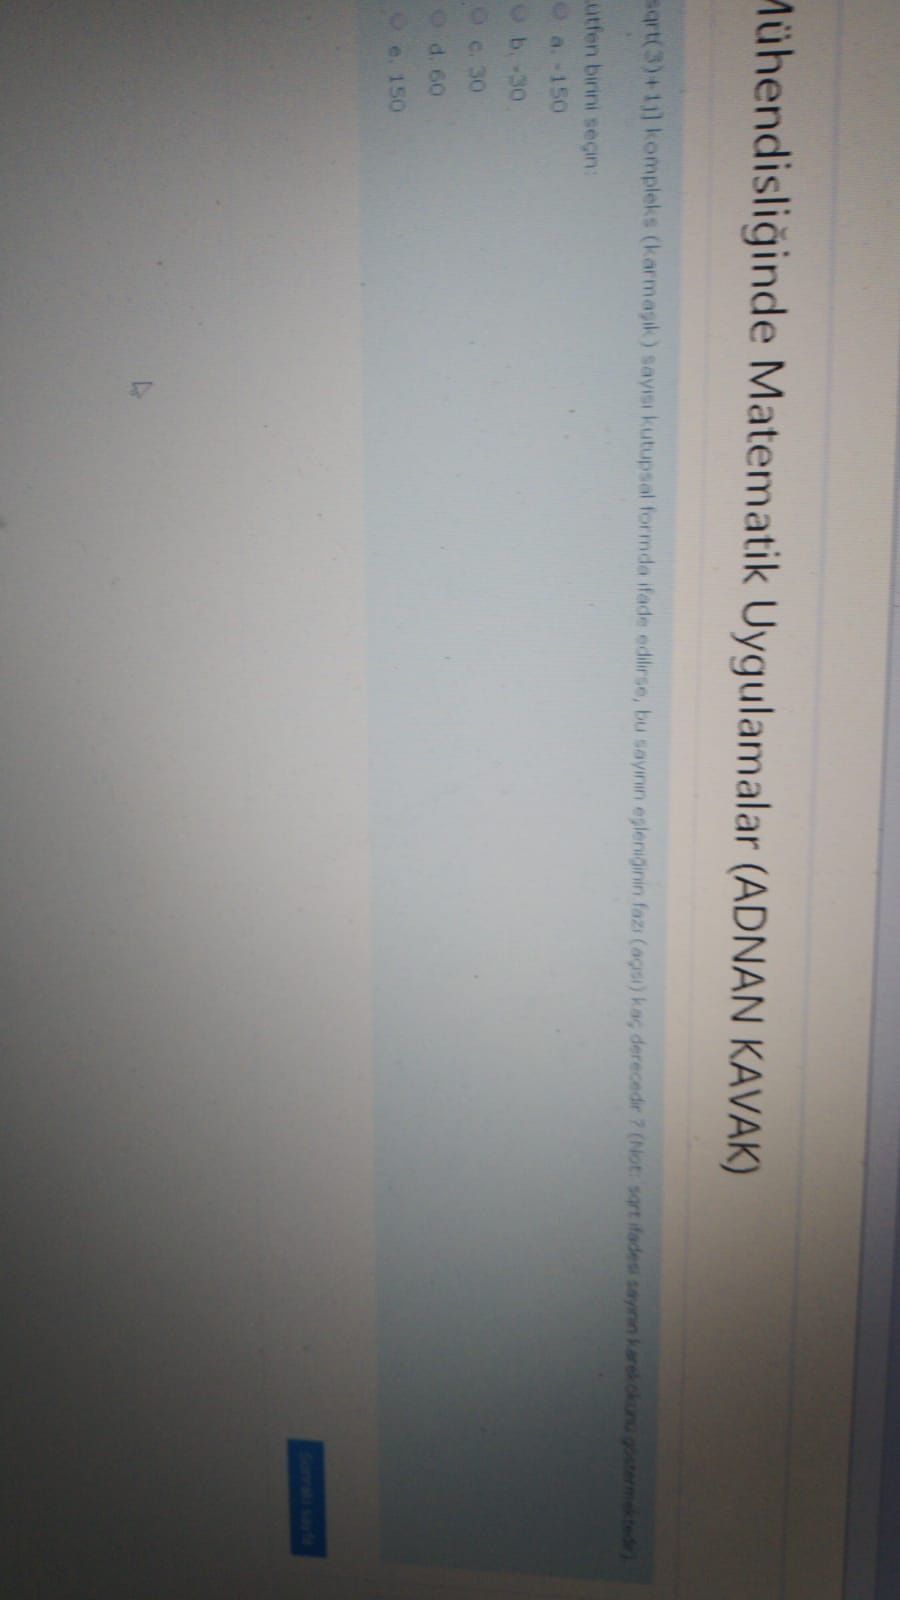 Mühendisliğinde Matematik Uygulamalar (ADNAN KAVAK)
sqrt(3)+1j] kompleks (karmaşık) sayısı kutupsal formda ifade edilirse, bu sayının eşleniğinin fazı (açısı) kaç derecedir ? (Not: sqrt ifadesi sayının karekökünü göstermektedir).
Lütfen birini seçin:
a. -150
b. -30
c. 30
d. 60
e. 150
Sonraki sayfa